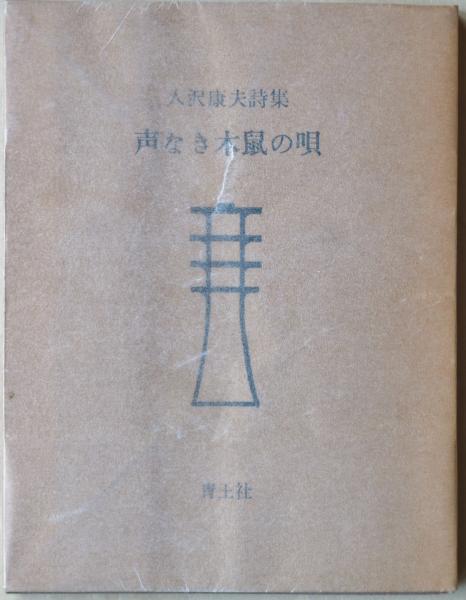 入沢康夫詩集
声なき木鼠の唄
青土社